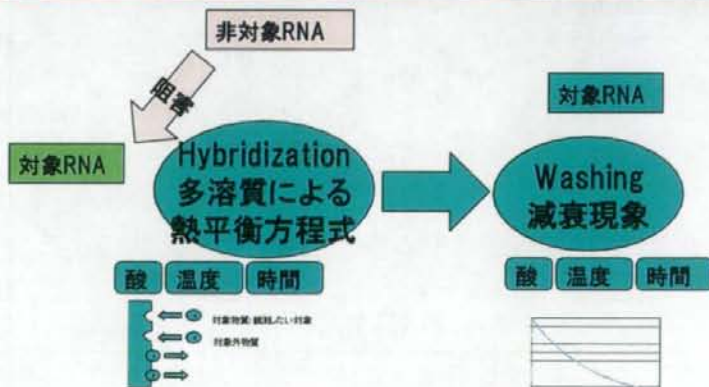 非対象RNA
阻害
対象RNA
対象RNA
Hybridization
多溶質による
熱平衡方程式
Washing
減衰現象
酸 温度 時間
酸 温度 時間
対象物質:観測したい対象
対象外物質